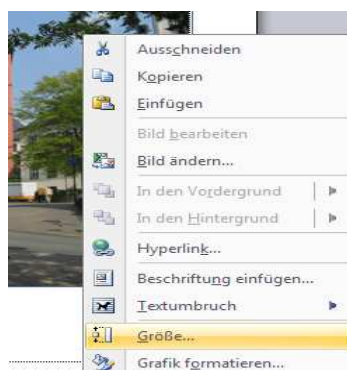 Ausschneiden
Kopieren
Einfügen
Bild bearbeiten
Bild ändern...
In den Vordergrund
In den Hintergrund
Hyperlink...
Beschriftung einfügen...
Textumbruch
Größe...
Grafik formatieren...